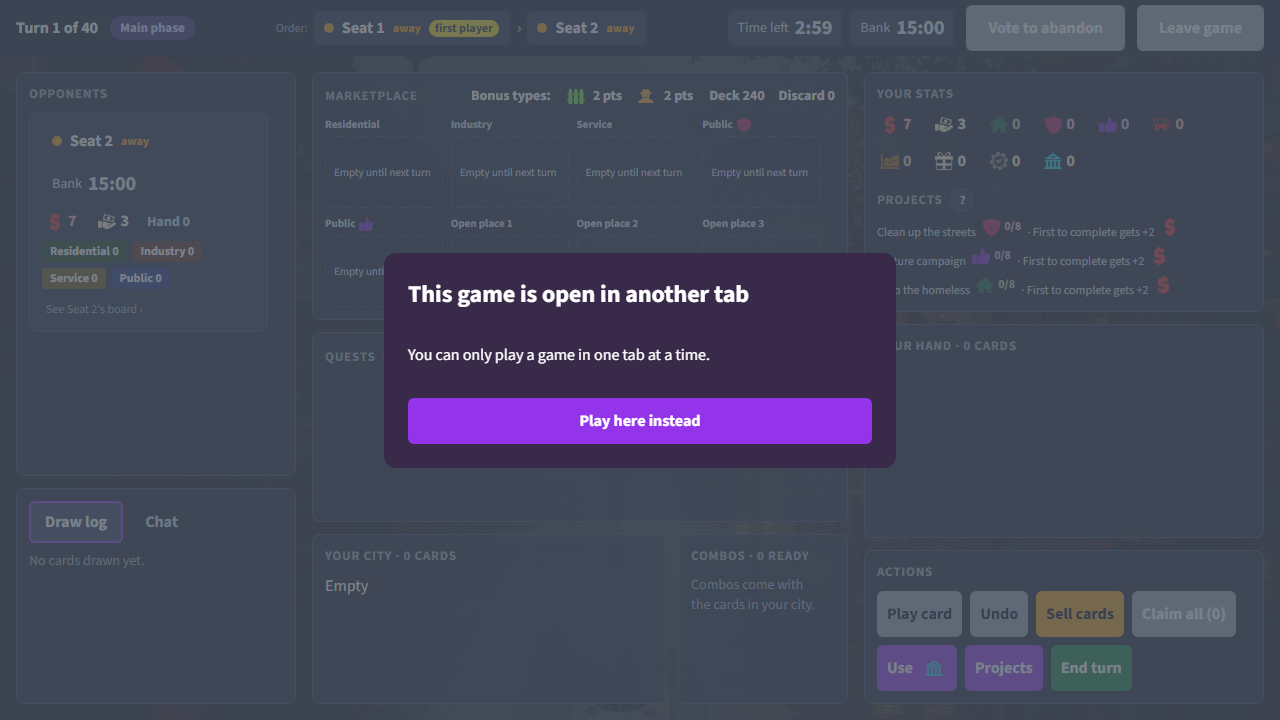 Turn 1 of 40 Main phase
Order: Seat 1 away first player › Seat 2 away
Time left 2:59 Bank 15:00
Vote to abandon
Leave game
OPPONENTS
Seat 2 away
Bank 15:00
7 3 Hand 0
Residential 0 Industry 0
Service 0 Public 0
See Seat 2's board ›
Draw log Chat
No cards drawn yet.
MARKETPLACE Bonus types: 2 pts 2 pts Deck 240 Discard 0
Residential Industry Service Public
Empty until next turn Empty until next turn Empty until next turn Empty until next turn
Public Open place 1 Open place 2 Open place 3
QUESTS
This game is open in another tab
You can only play a game in one tab at a time.
Play here instead
YOUR CITY · 0 CARDS
Empty
COMBOS · 0 READY
Combos come with
the cards in your city.
YOUR STATS
7 3 0 0 0 0
0 0 0 0
PROJECTS ?
Clean up the streets 0/8 · First to complete gets +2
campaign 0/8 · First to complete gets +2
the homeless 0/8 · First to complete gets +2
HAND · 0 CARDS
ACTIONS
Play card Undo Sell cards Claim all (0)
Use Projects End turn